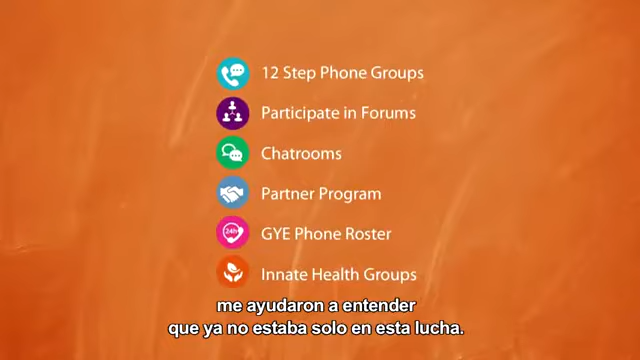 12 Step Phone Groups
Participate in Forums
Chatrooms
Partner Program
24h
GYE Phone Roster
Innate Health Groups
me ayudaron a entender
que ya no estaba solo en esta lucha.